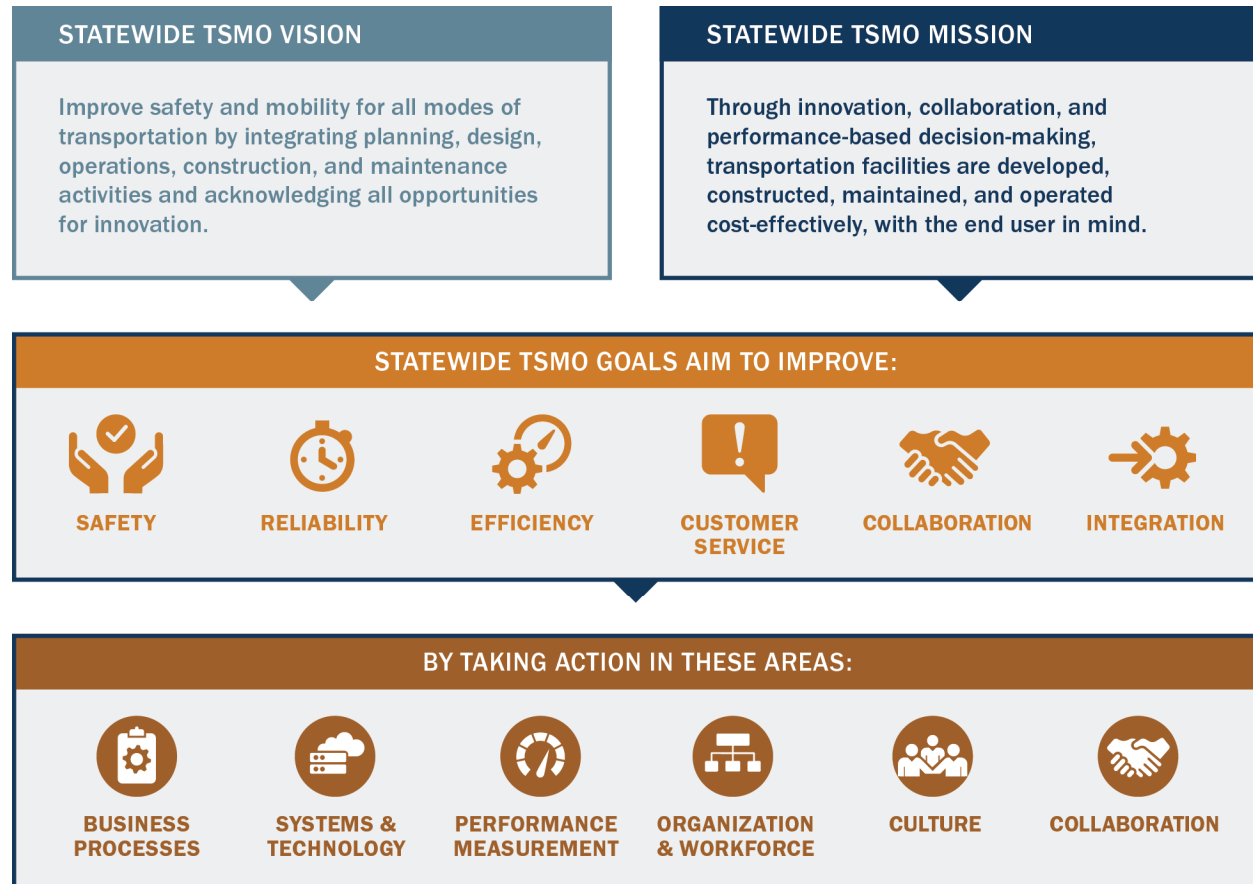 STATEWIDE TSMO VISION
Improve safety and mobility for all modes of
transportation by integrating planning, design,
operations, construction, and maintenance
activities and acknowledging all opportunities
for innovation.
STATEWIDE TSMO MISSION
Through innovation, collaboration, and
performance-based decision-making,
transportation facilities are developed,
constructed, maintained, and operated
cost-effectively, with the end user in mind.
STATEWIDE TSMO GOALS AIM TO IMPROVE:
SAFETY
RELIABILITY
EFFICIENCY
CUSTOMER
SERVICE
COLLABORATION
INTEGRATION
BY TAKING ACTION IN THESE AREAS:
BUSINESS
PROCESSES
SYSTEMS &
TECHNOLOGY
PERFORMANCE
MEASUREMENT
ORGANIZATION
& WORKFORCE
CULTURE
COLLABORATION